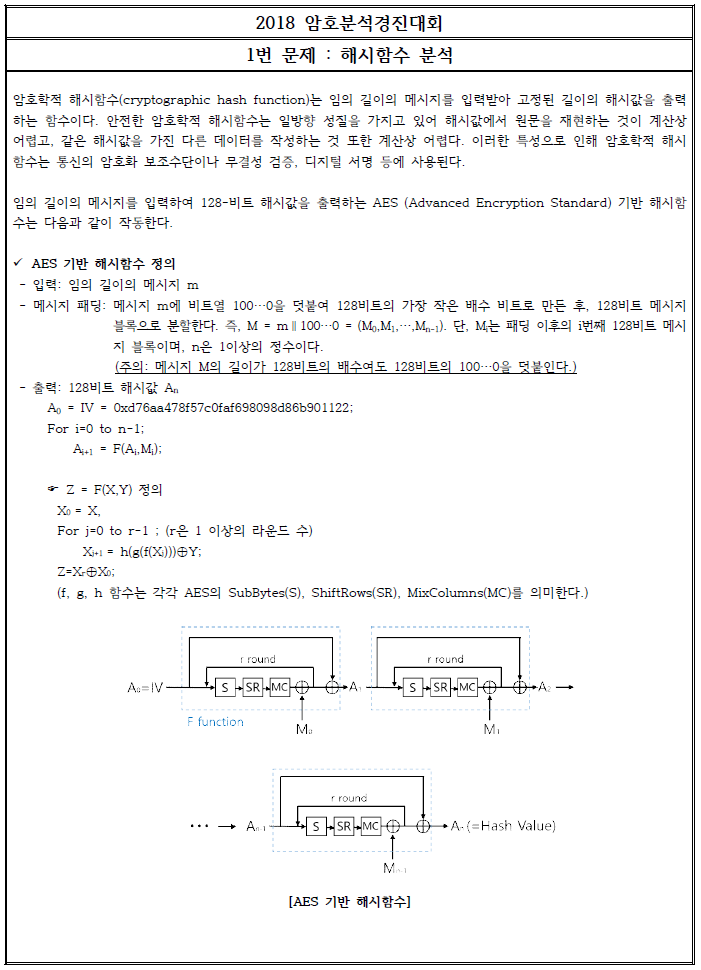 2018 암호분석경진대회
1번 문제 : 해시함수 분석
암호학적 해시함수(cryptographic hash function)는 임의 길이의 메시지를 입력받아 고정된 길이의 해시값을 출력
하는 함수이다. 안전한 암호학적 해시함수는 일방향 성질을 가지고 있어 해시값에서 원문을 재현하는 것이 계산상
어렵고, 같은 해시값을 가진 다른 데이터를 작성하는 것 또한 계산상 어렵다. 이러한 특성으로 인해 암호학적 해시
함수는 통신의 암호화 보조수단이나 무결성 검증, 디지털 서명 등에 사용된다.
임의 길이의 메시지를 입력하여 128-비트 해시값을 출력하는 AES (Advanced Encryption Standard) 기반 해시함
수는 다음과 같이 작동한다.
✓ AES 기반 해시함수 정의
- 입력: 임의 길이의 메시지 m
- 메시지 패딩: 메시지 m에 비트열 100⋯0을 덧붙여 128비트의 가장 작은 배수 비트로 만든 후, 128비트 메시지
블록으로 분할한다. 즉, M = m∥100⋯0 = (M₀,M₁,⋯,Mₙ₋₁). 단, Mᵢ는 패딩 이후의 i번째 128비트 메시
지 블록이며, n은 1이상의 정수이다.
(주의: 메시지 M의 길이가 128비트의 배수여도 128비트의 100⋯0을 덧붙인다.)
- 출력: 128비트 해시값 Aₙ
A₀ = IV = 0xd76aa478f57c0faf698098d86b901122;
For i=0 to n-1;
Aᵢ₊₁ = F(Aᵢ,Mᵢ);
☞ Z = F(X,Y) 정의
X₀ = X,
For j=0 to r-1 ; (r은 1 이상의 라운드 수)
Xⱼ₊₁ = h(g(f(Xⱼ)))⊕Y;
Z=Xᵣ⊕X₀;
(f, g, h 함수는 각각 AES의 SubBytes(S), ShiftRows(SR), MixColumns(MC)를 의미한다.)
r round r round
A₀=IV S SR MC A₁ S SR MC A₂
F function M₀ M₁
r round
⋯ Aₙ₋₁ S SR MC Aₙ (=Hash Value)
Mₙ₋₁
[AES 기반 해시함수]